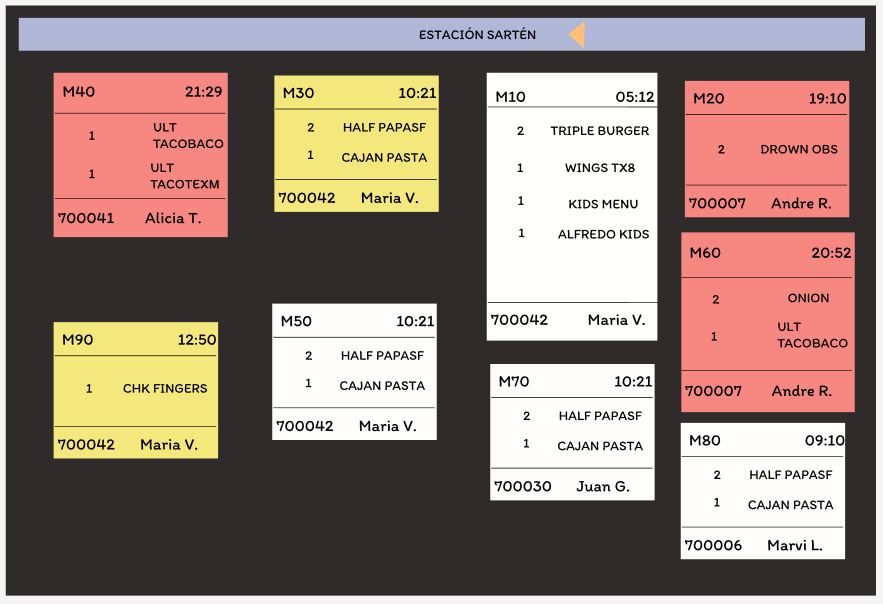 ESTACIÓN SARTÉN
M40 21:29
1 ULT
TACOBACO
1 ULT
TACOTEXM
700041 Alicia T.
M30 10:21
2 HALF PAPASF
1 CAJAN PASTA
700042 Maria V.
M10 05:12
2 TRIPLE BURGER
1 WINGS TX8
1 KIDS MENU
1 ALFREDO KIDS
700042 Maria V.
M20 19:10
2 DROWN OBS
700007 Andre R.
M60 20:52
2 ONION
1 ULT
TACOBACO
700007 Andre R.
M90 12:50
1 CHK FINGERS
700042 Maria V.
M50 10:21
2 HALF PAPASF
1 CAJAN PASTA
700042 Maria V.
M70 10:21
2 HALF PAPASF
1 CAJAN PASTA
700030 Juan G.
M80 09:10
2 HALF PAPASF
1 CAJAN PASTA
700006 Marvi L.